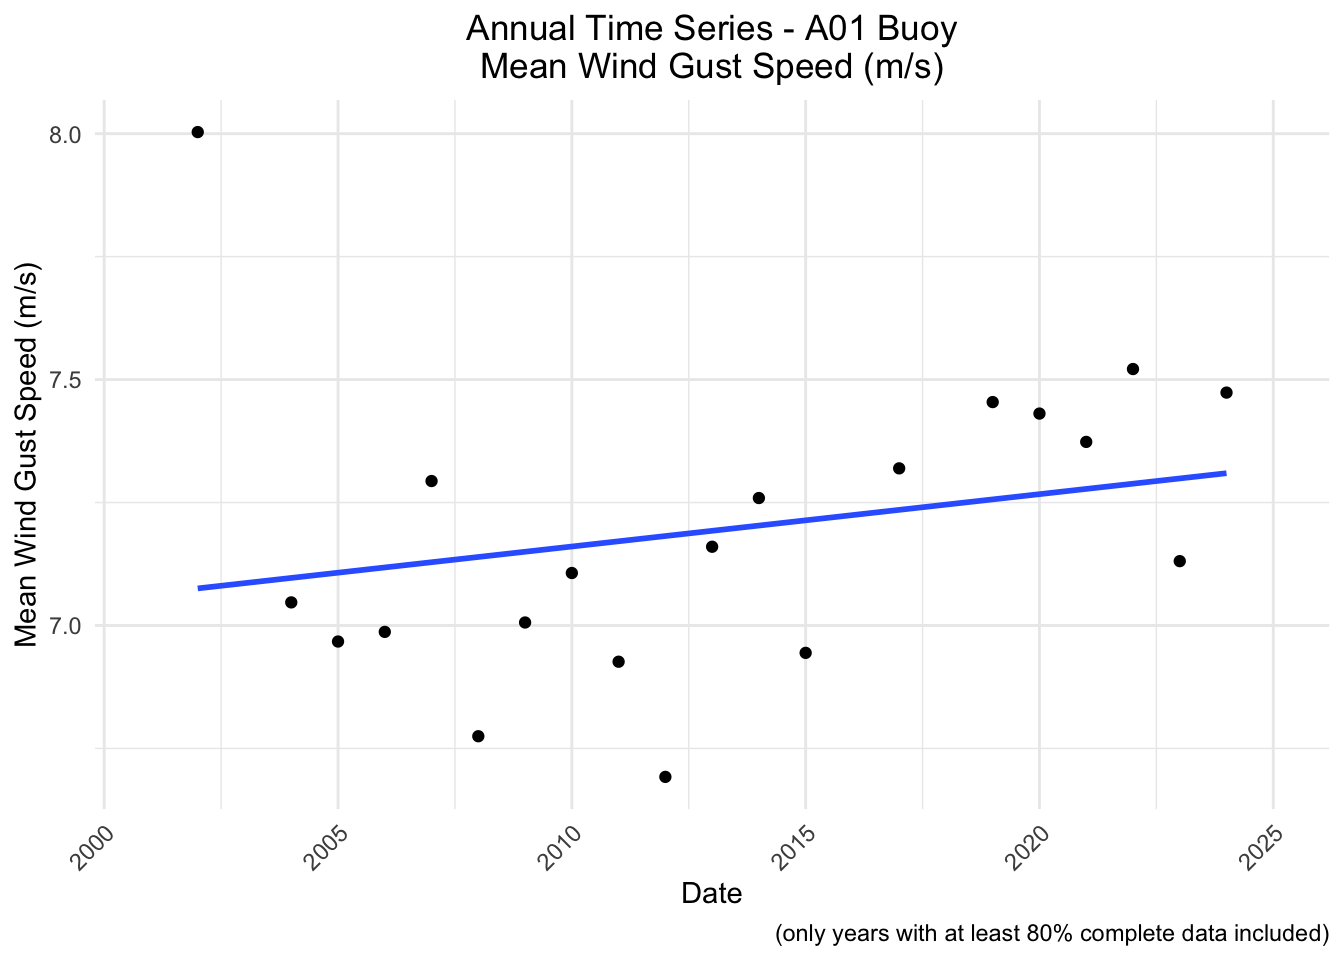 Annual Time Series - A01 Buoy
Mean Wind Gust Speed (m/s)
Mean Wind Gust Speed (m/s)
8.0
7.5
7.0
2000
2005
2010
2015
2020
2025
Date
(only years with at least 80% complete data included)